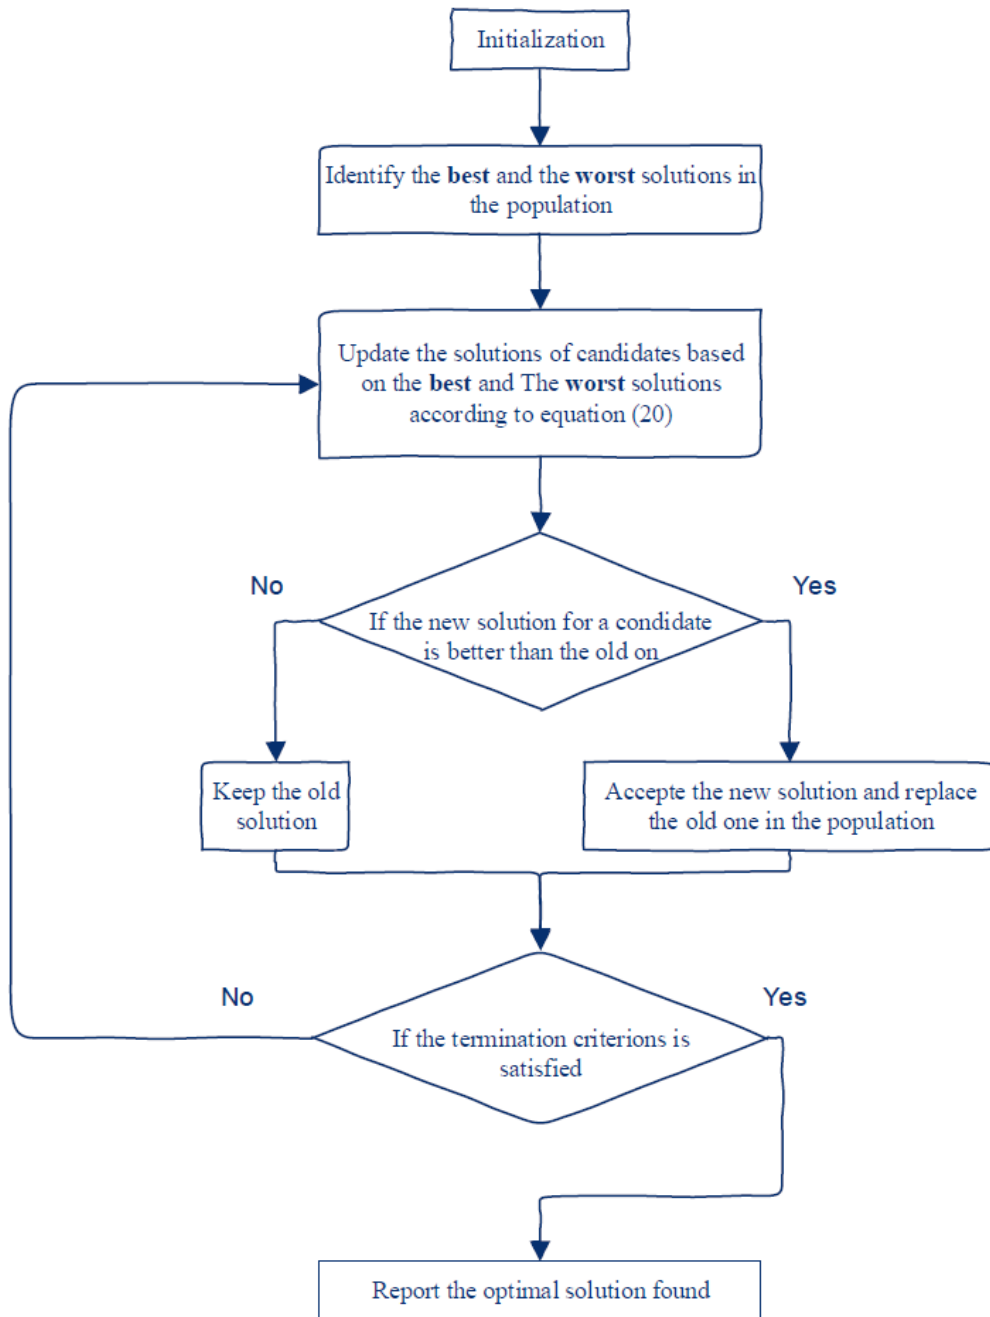 Initialization
Identify the best and the worst solutions in
the population
Update the solutions of candidates based
on the best and The worst solutions
according to equation (20)
No
Yes
If the new solution for a condidate
is better than the old on
Keep the old
solution
Accepte the new solution and replace
the old one in the population
No
Yes
If the termination criterions is
satisfied
Report the optimal solution found